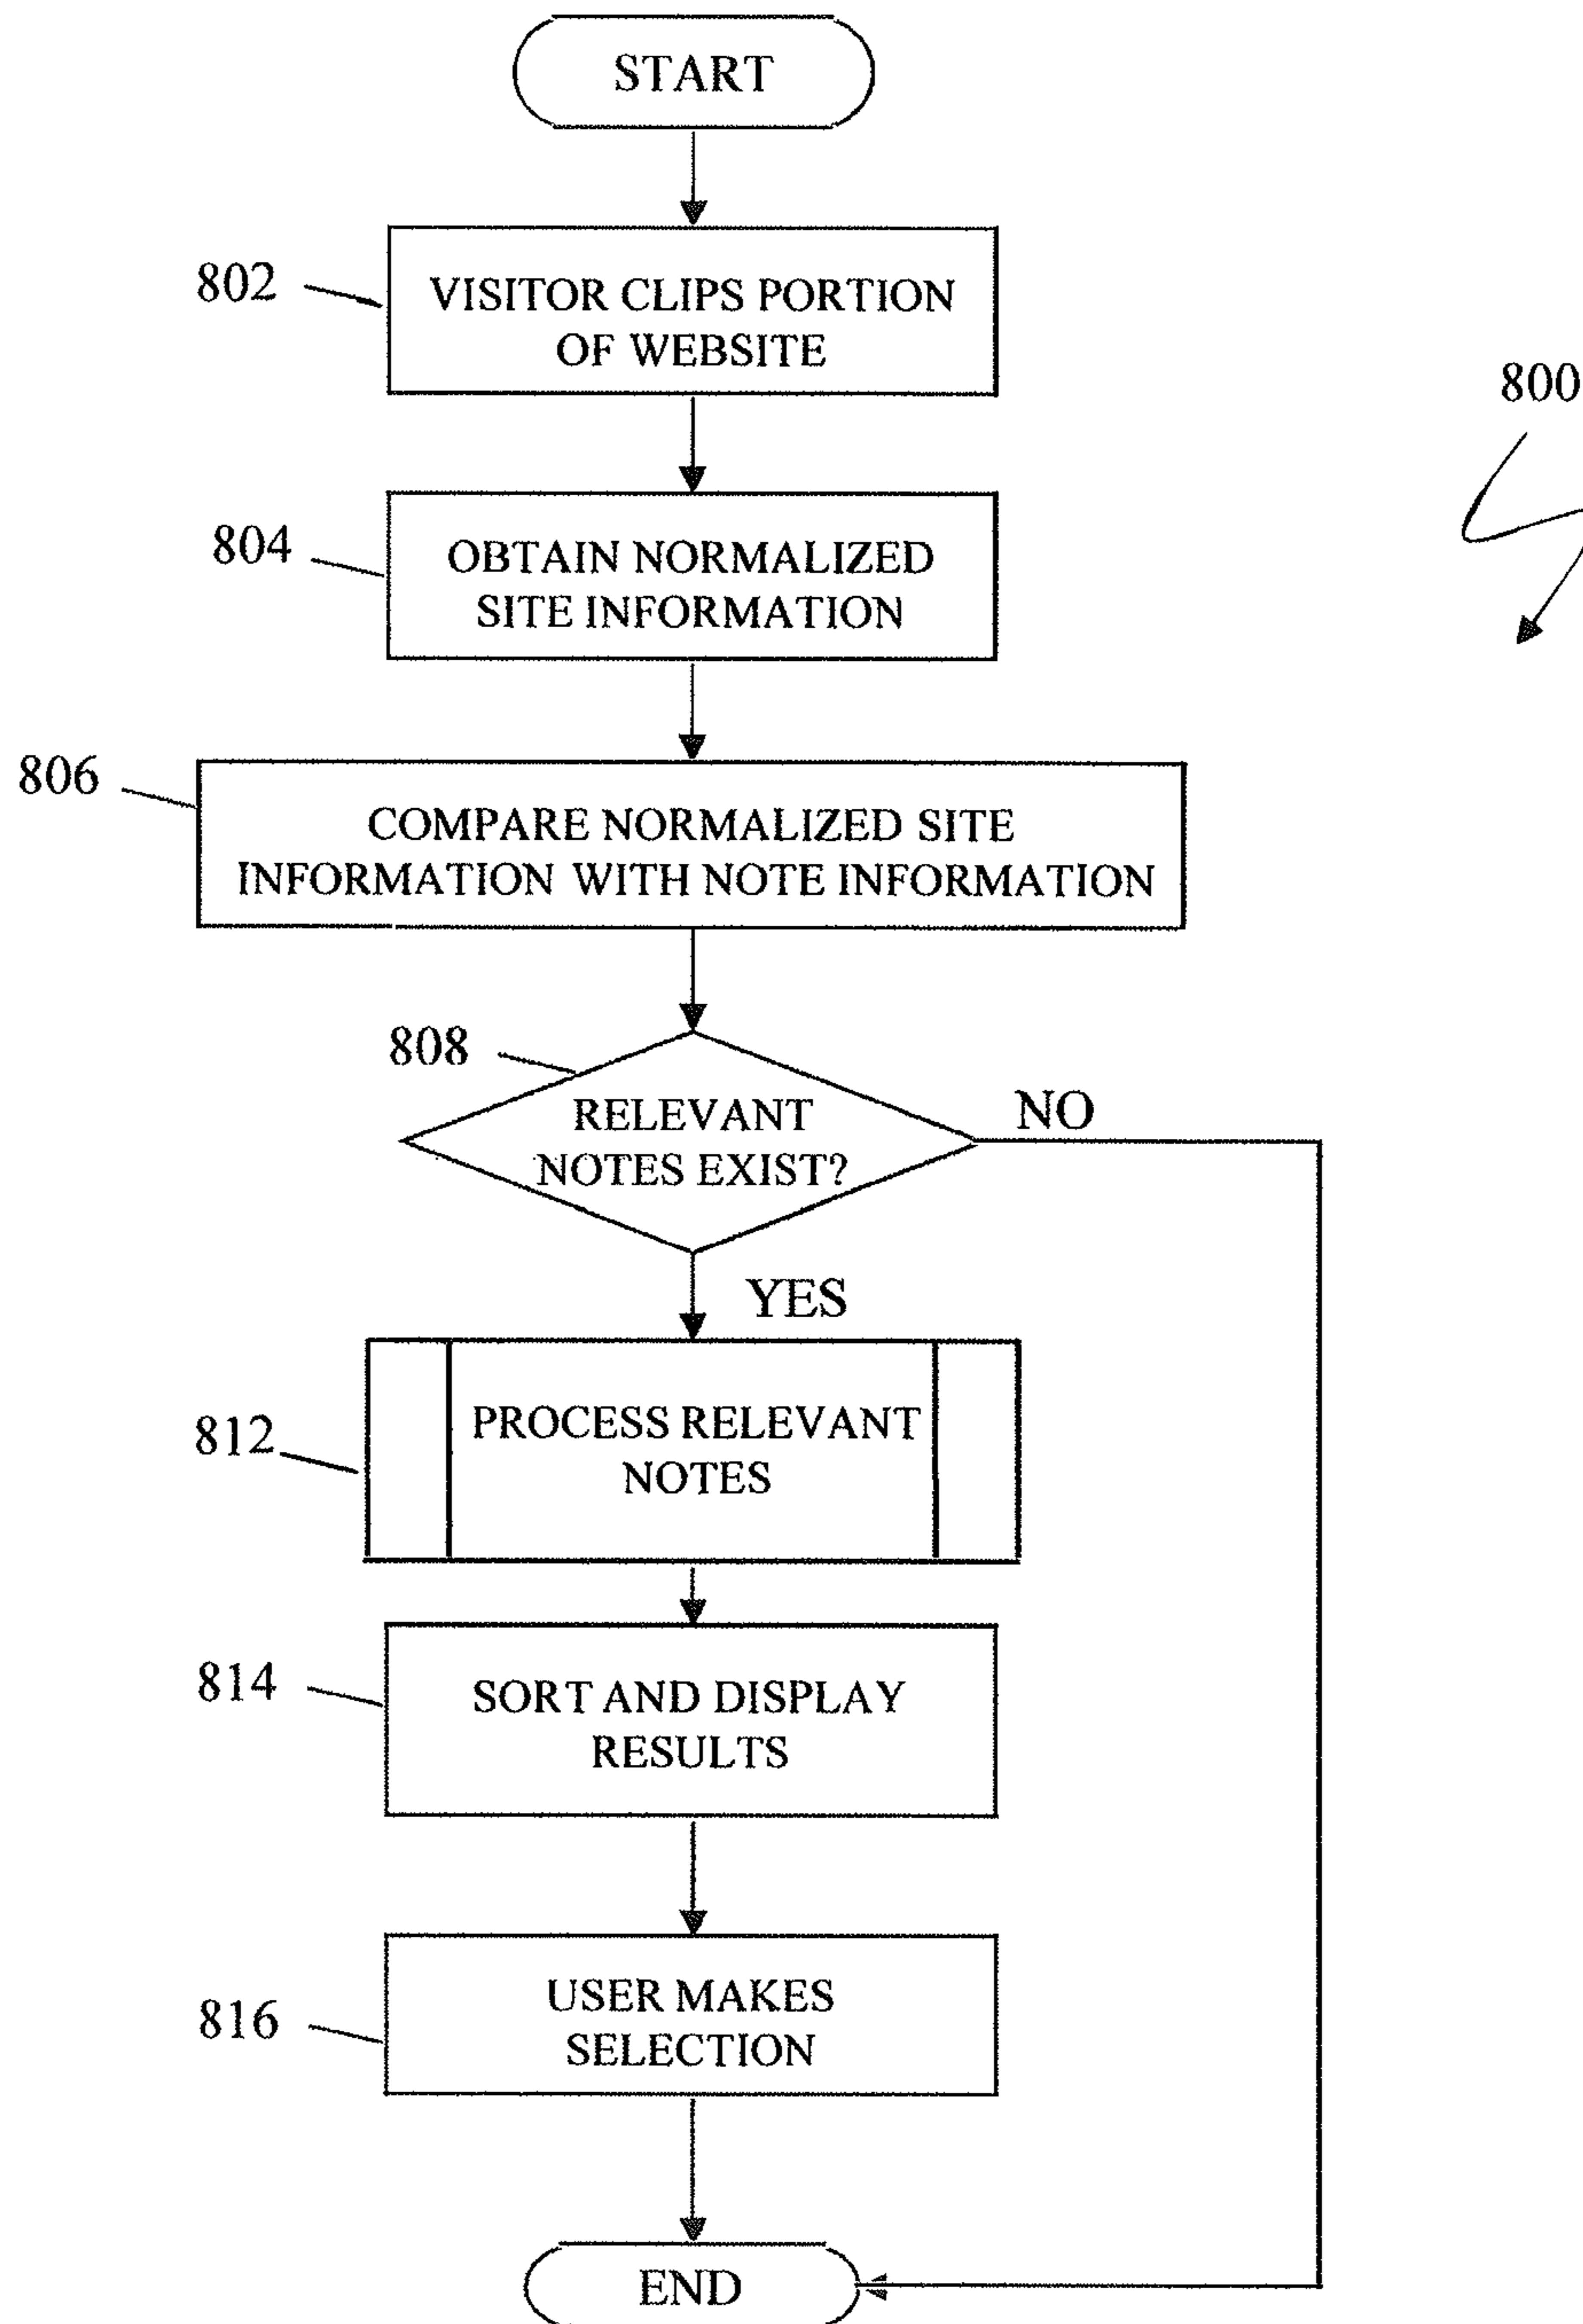 START
802
VISITOR CLIPS PORTION
OF WEBSITE
800
804
OBTAIN NORMALIZED
SITE INFORMATION
806
COMPARE NORMALIZED SITE
INFORMATION WITH NOTE INFORMATION
808
RELEVANT
NOTES EXIST?
NO
YES
812
PROCESS RELEVANT
NOTES
814
SORT AND DISPLAY
RESULTS
816
USER MAKES
SELECTION
END